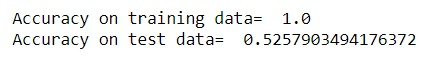 Accuracy on training data=  1.0
Accuracy on test data=  0.5257903494176372